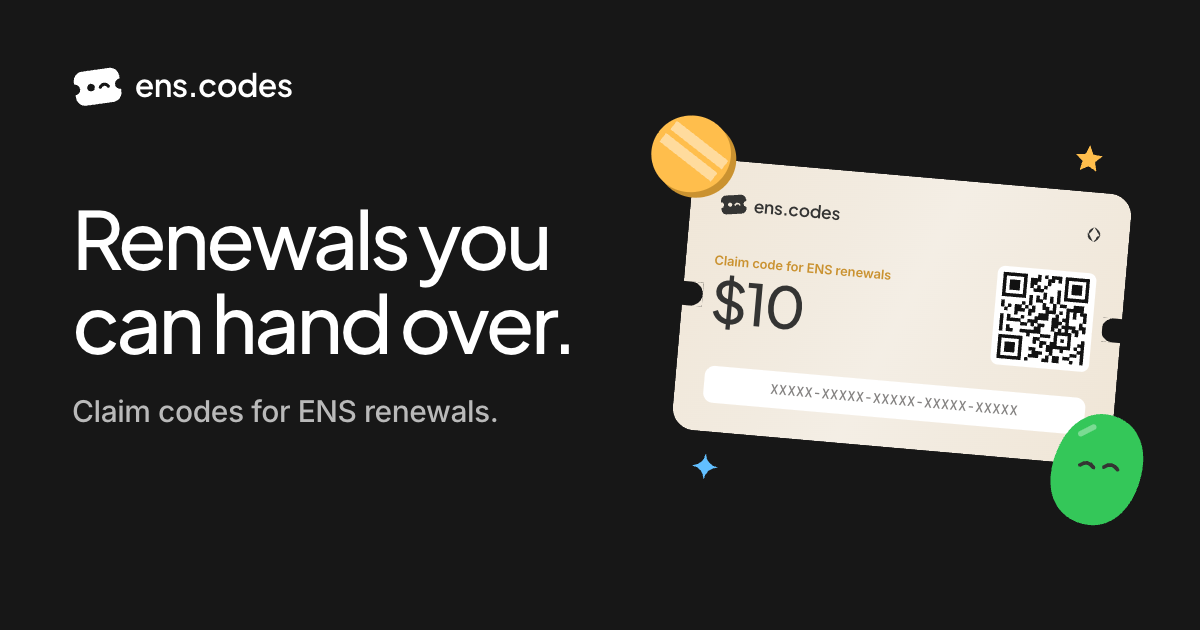 ens.codes
Renewals you
can hand over.
Claim codes for ENS renewals.
ens.codes
Claim code for ENS renewals
$10
XXXXX-XXXXX-XXXXX-XXXXX-XXXXX